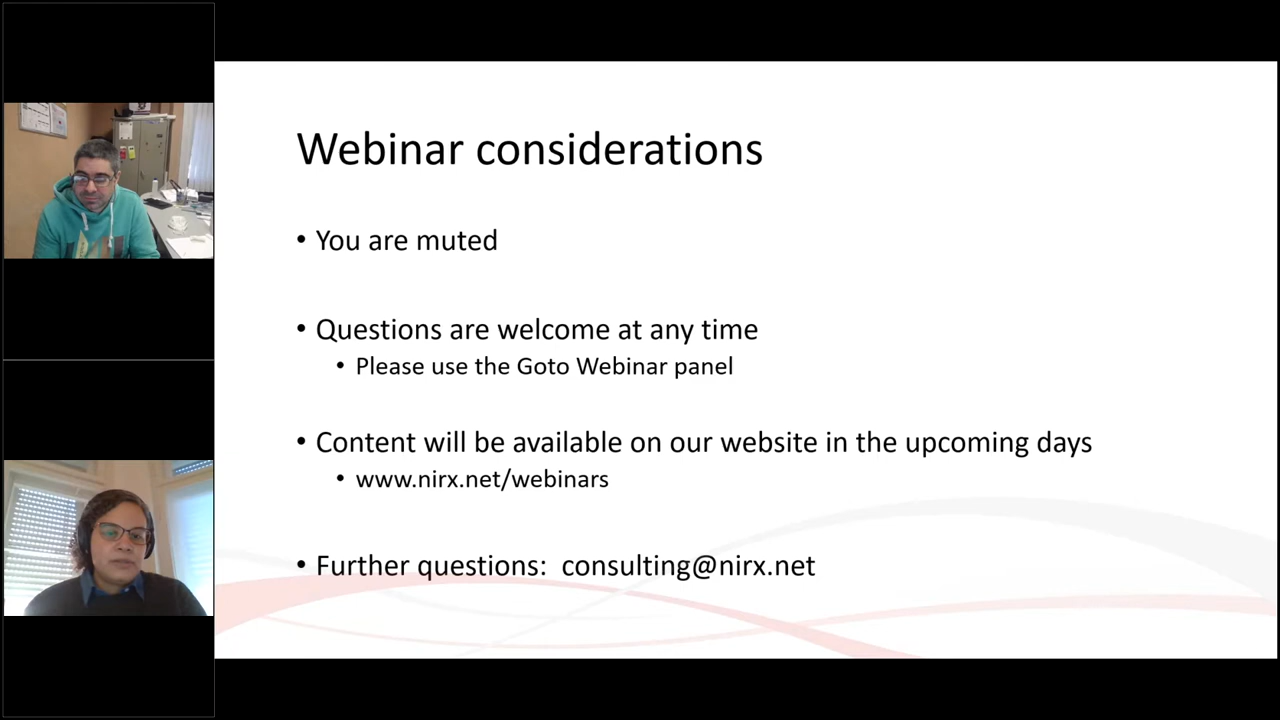 Webinar considerations
• You are muted
• Questions are welcome at any time
• Please use the Goto Webinar panel
• Content will be available on our website in the upcoming days
• www.nirx.net/webinars
• Further questions:  consulting@nirx.net